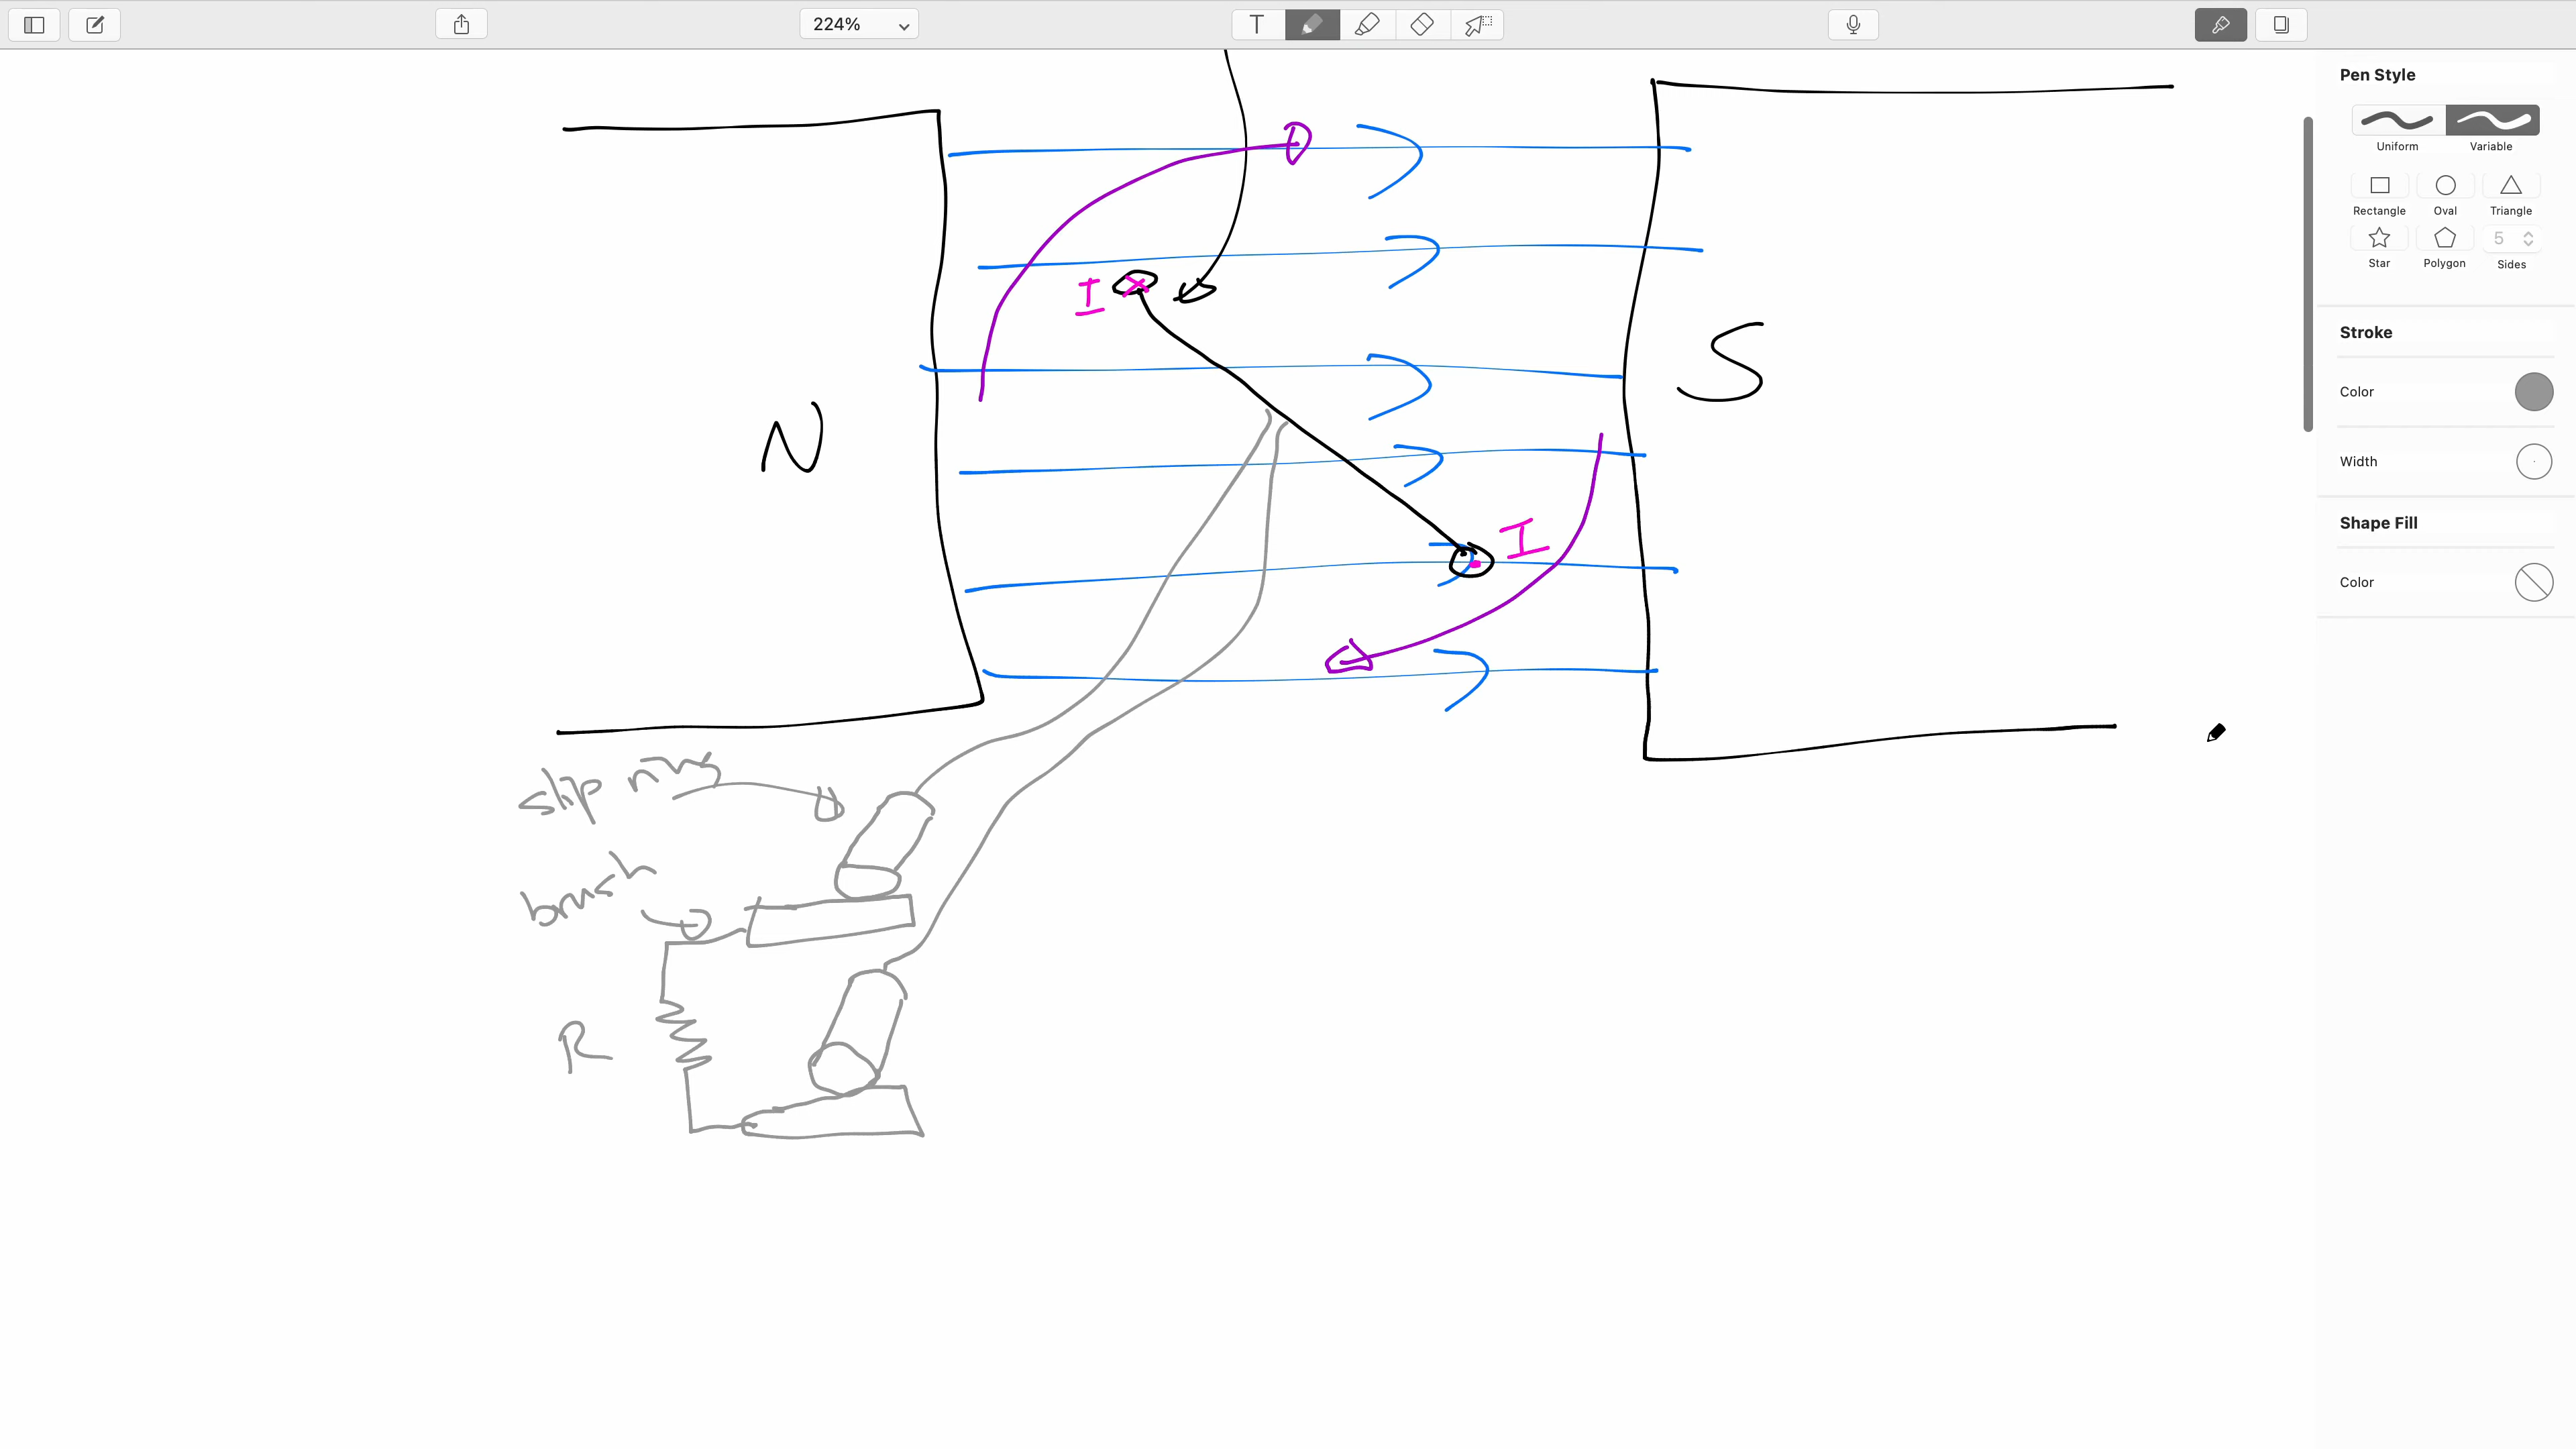 224%
T
Pen Style
Uniform
Variable
Rectangle
Oval
Triangle
5
Star
Polygon
Sides
Stroke
Color
Width
Shape Fill
Color
I
S
N
I
slip rings
brush
R